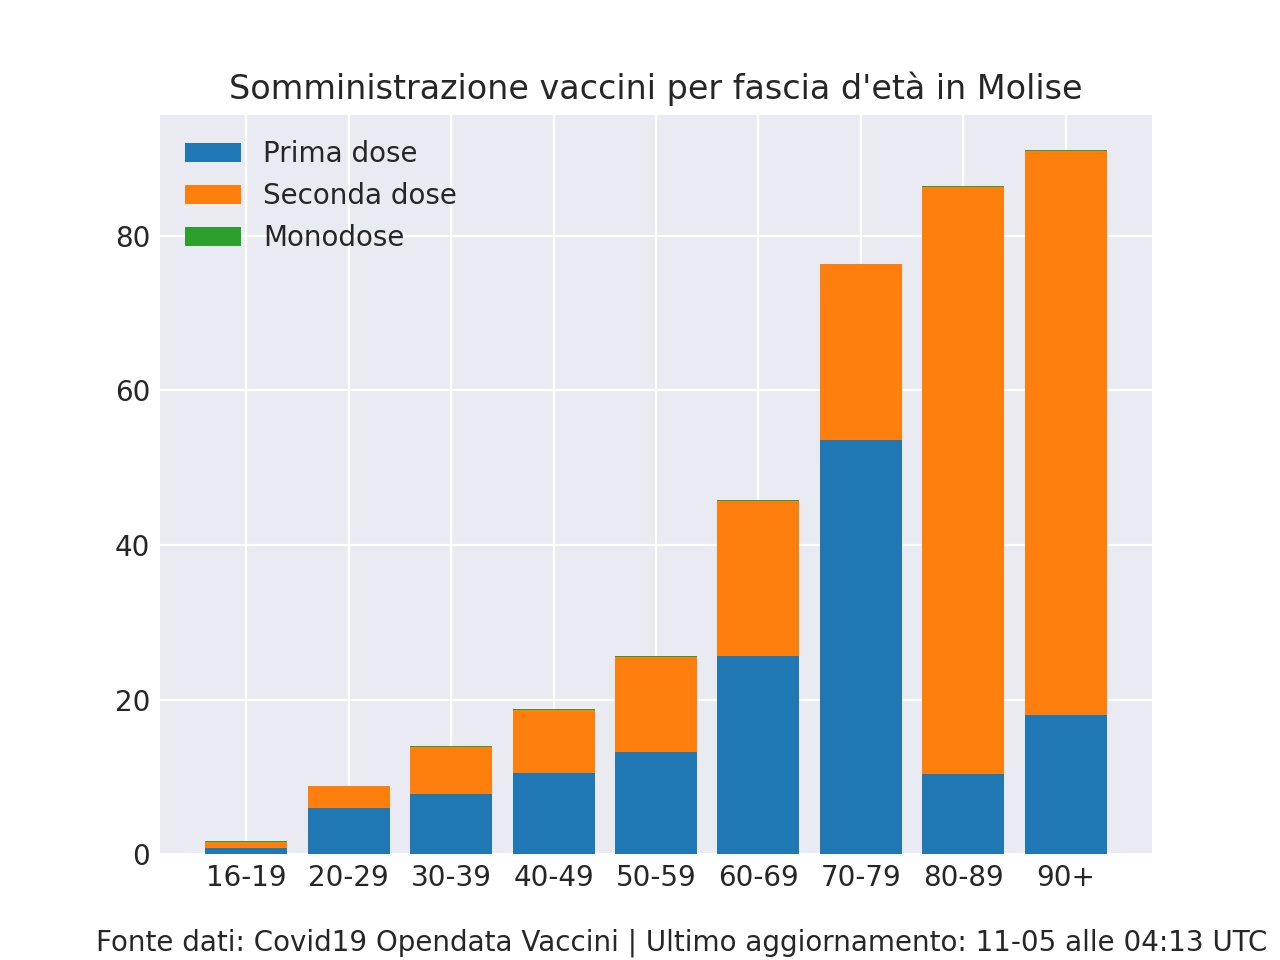 Somministrazione vaccini per fascia d'età in Molise
Prima dose
Seconda dose
Monodose
80
60
40
20
0
16-19 20-29 30-39 40-49 50-59 60-69 70-79 80-89 90+
Fonte dati: Covid19 Opendata Vaccini | Ultimo aggiornamento: 11-05 alle 04:13 UTC